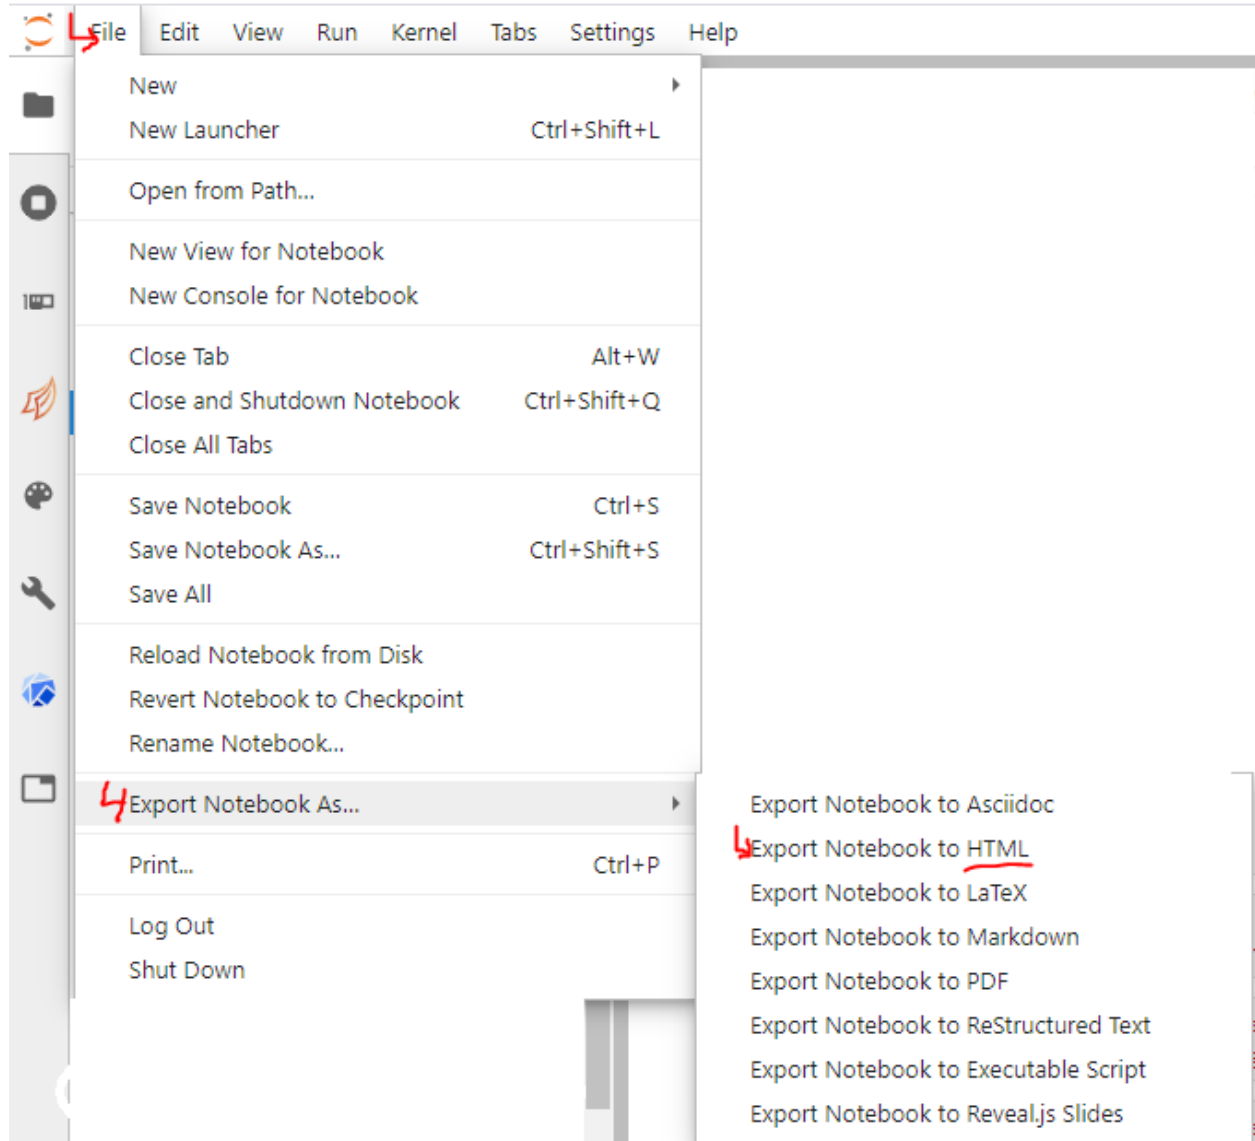 File Edit View Run Kernel Tabs Settings Help
New
New Launcher Ctrl+Shift+L
Open from Path...
New View for Notebook
New Console for Notebook
Close Tab Alt+W
Close and Shutdown Notebook Ctrl+Shift+Q
Close All Tabs
Save Notebook Ctrl+S
Save Notebook As... Ctrl+Shift+S
Save All
Reload Notebook from Disk
Revert Notebook to Checkpoint
Rename Notebook...
Export Notebook As...
Print... Ctrl+P
Log Out
Shut Down
Export Notebook to Asciidoc
Export Notebook to HTML
Export Notebook to LaTeX
Export Notebook to Markdown
Export Notebook to PDF
Export Notebook to ReStructured Text
Export Notebook to Executable Script
Export Notebook to Reveal.js Slides